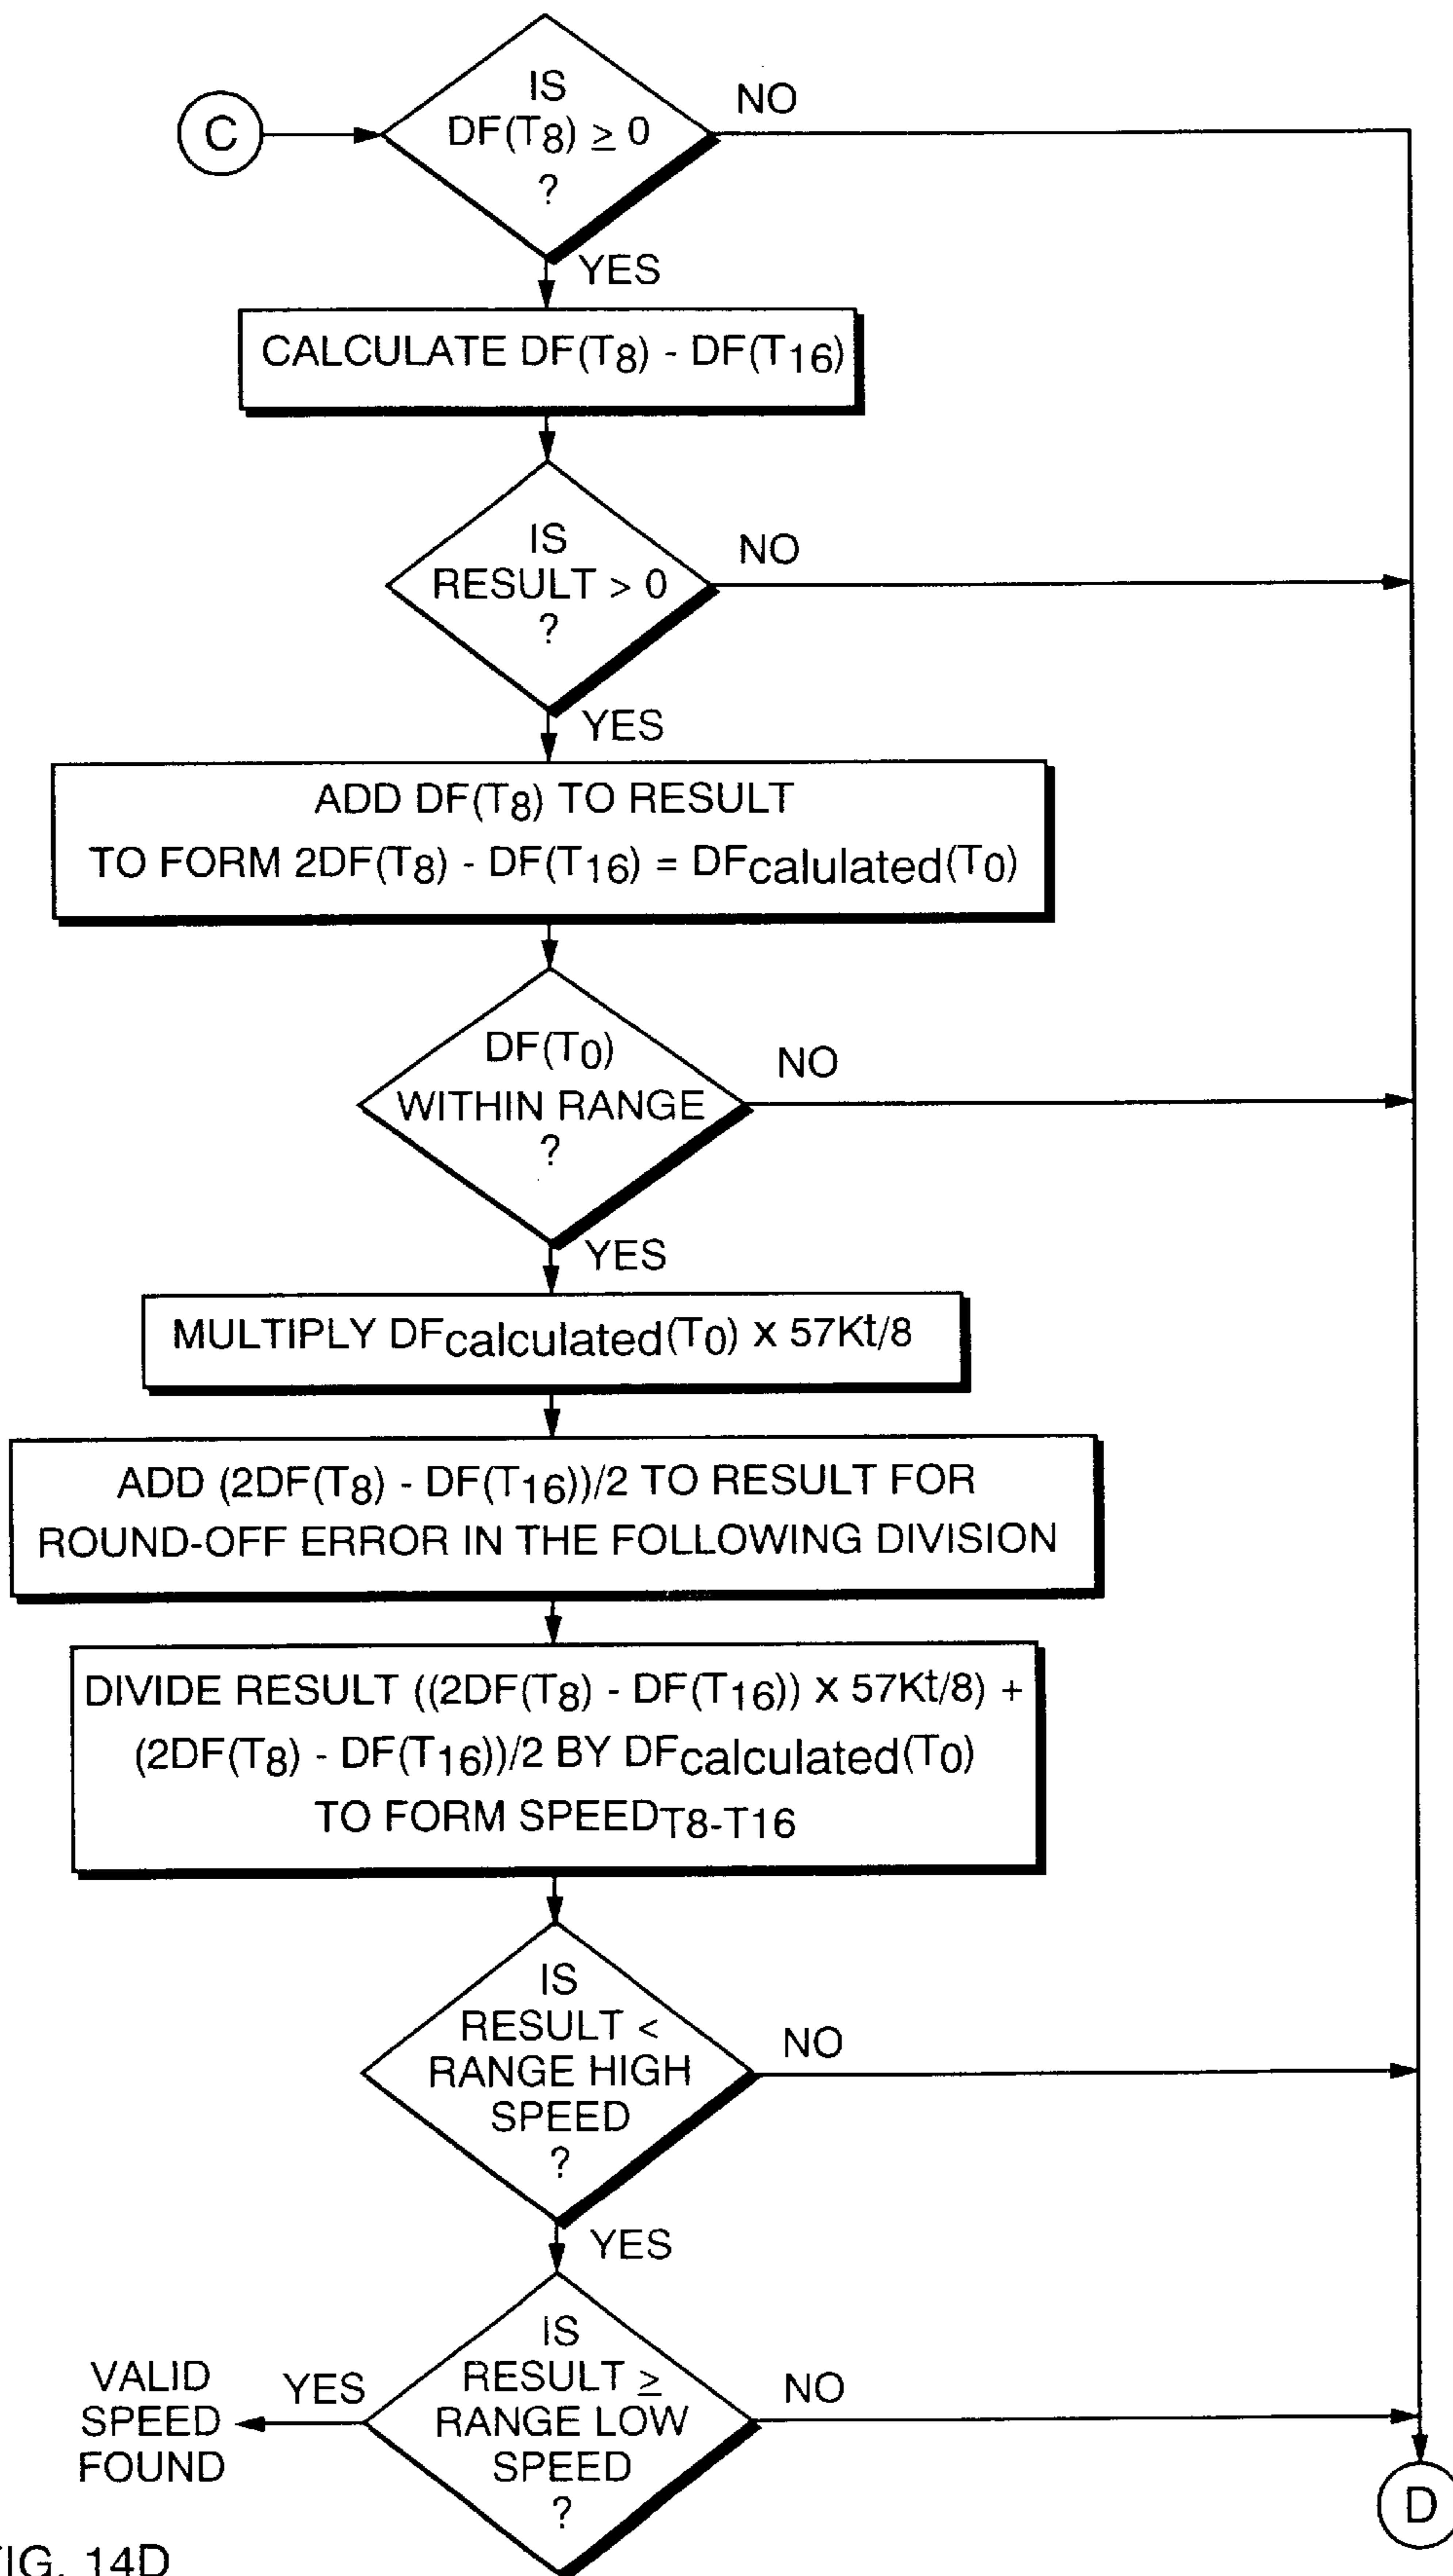 C
IS
DF(T8) ≥ 0
?
NO
YES
CALCULATE DF(T8) - DF(T16)
IS
RESULT > 0
?
NO
YES
ADD DF(T8) TO RESULT
TO FORM 2DF(T8) - DF(T16) = DFcalulated(T0)
DF(T0)
WITHIN RANGE
?
NO
YES
MULTIPLY DFcalculated(T0) x 57Kt/8
ADD (2DF(T8) - DF(T16))/2 TO RESULT FOR
ROUND-OFF ERROR IN THE FOLLOWING DIVISION
DIVIDE RESULT ((2DF(T8) - DF(T16)) x 57Kt/8) +
(2DF(T8) - DF(T16))/2 BY DFcalculated(T0)
TO FORM SPEEDT8-T16
IS
RESULT <
RANGE HIGH
SPEED
?
NO
YES
IS
RESULT ≥
RANGE LOW
SPEED
?
YES
VALID
SPEED
FOUND
NO
D
FIG. 14D